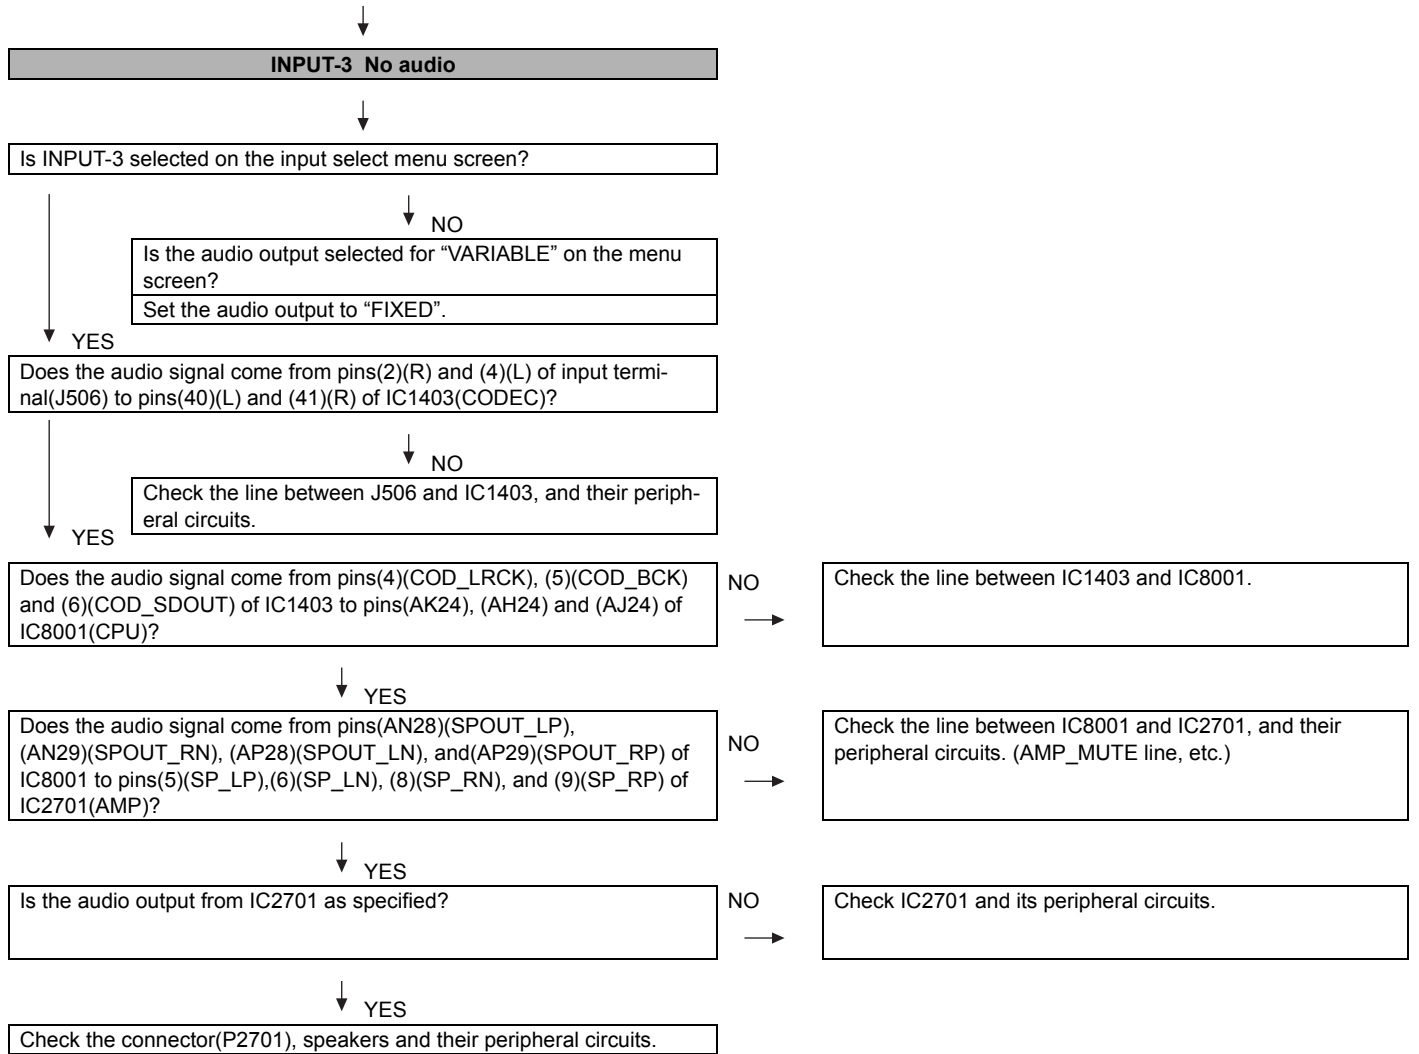 INPUT-3  No audio
Is INPUT-3 selected on the input select menu screen?
NO
Is the audio output selected for “VARIABLE” on the menu
screen?
Set the audio output to “FIXED”.
YES
Does the audio signal come from pins(2)(R) and (4)(L) of input termi-
nal(J506) to pins(40)(L) and (41)(R) of IC1403(CODEC)?
NO
Check the line between J506 and IC1403, and their periph-
eral circuits.
YES
Does the audio signal come from pins(4)(COD_LRCK), (5)(COD_BCK)
and (6)(COD_SDOUT) of IC1403 to pins(AK24), (AH24) and (AJ24) of
IC8001(CPU)?
NO
Check the line between IC1403 and IC8001.
YES
Does the audio signal come from pins(AN28)(SPOUT_LP),
(AN29)(SPOUT_RN), (AP28)(SPOUT_LN), and(AP29)(SPOUT_RP) of
IC8001 to pins(5)(SP_LP),(6)(SP_LN), (8)(SP_RN), and (9)(SP_RP) of
IC2701(AMP)?
NO
Check the line between IC8001 and IC2701, and their
peripheral circuits. (AMP_MUTE line, etc.)
YES
Is the audio output from IC2701 as specified?
NO
Check IC2701 and its peripheral circuits.
YES
Check the connector(P2701), speakers and their peripheral circuits.